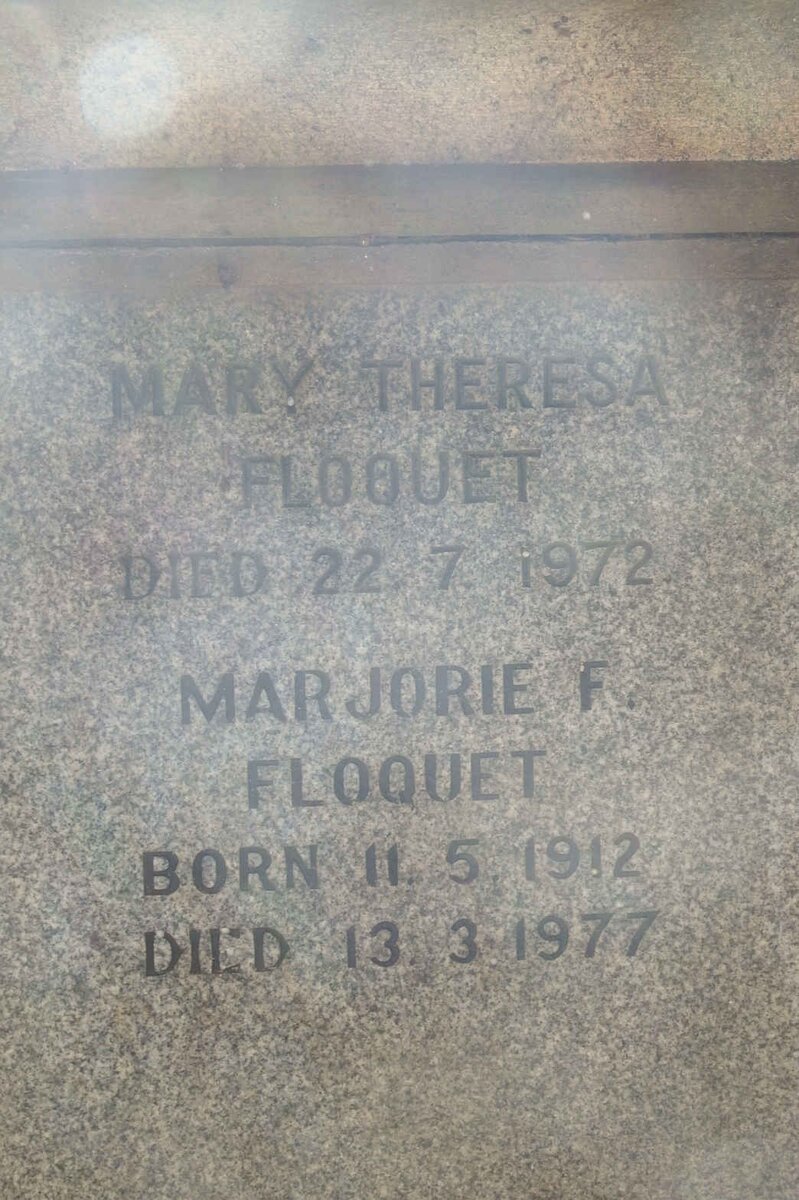 MARY THERESA
FLOQUET
DIED 22. 7. 1972
MARJORIE F.
FLOQUET
BORN 11. 5. 1912
DIED 13. 3. 1977